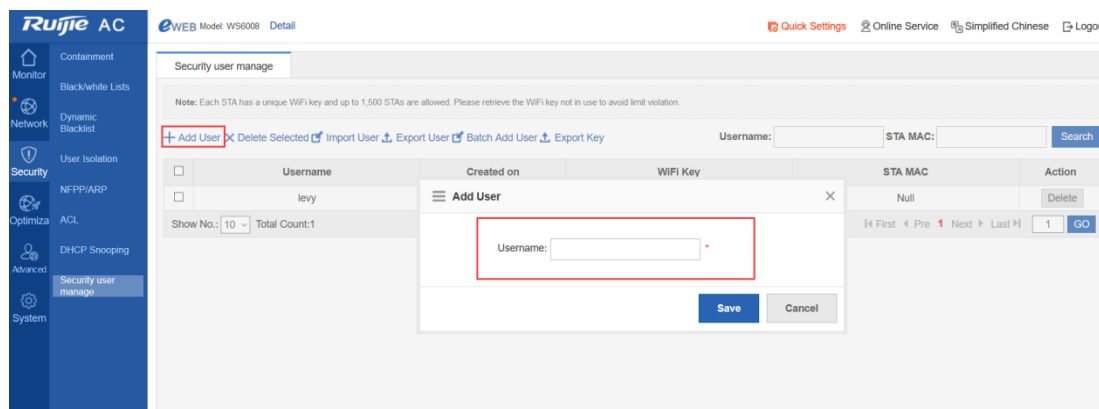 Ruijie AC
eWEB Model: WS6008 Detail
Quick Settings Online Service Simplified Chinese Logou
Monitor
Network
Security
Optimiza
Advanced
System
Containment
Black/white Lists
Dynamic
Blacklist
User Isolation
NFPP/ARP
ACL
DHCP Snooping
Security user
manage
Security user manage
Note: Each STA has a unique WiFi key and up to 1,500 STAs are allowed. Please retrieve the WiFi key not in use to avoid limit violation.
Add User Delete Selected Import User Export User Batch Add User Export Key Username: STA MAC: Search
Username Created on WiFi Key STA MAC Action
levy Null Delete
Show No.: 10 Total Count:1 First Pre 1 Next Last 1 GO
Add User
Username: *
Save Cancel